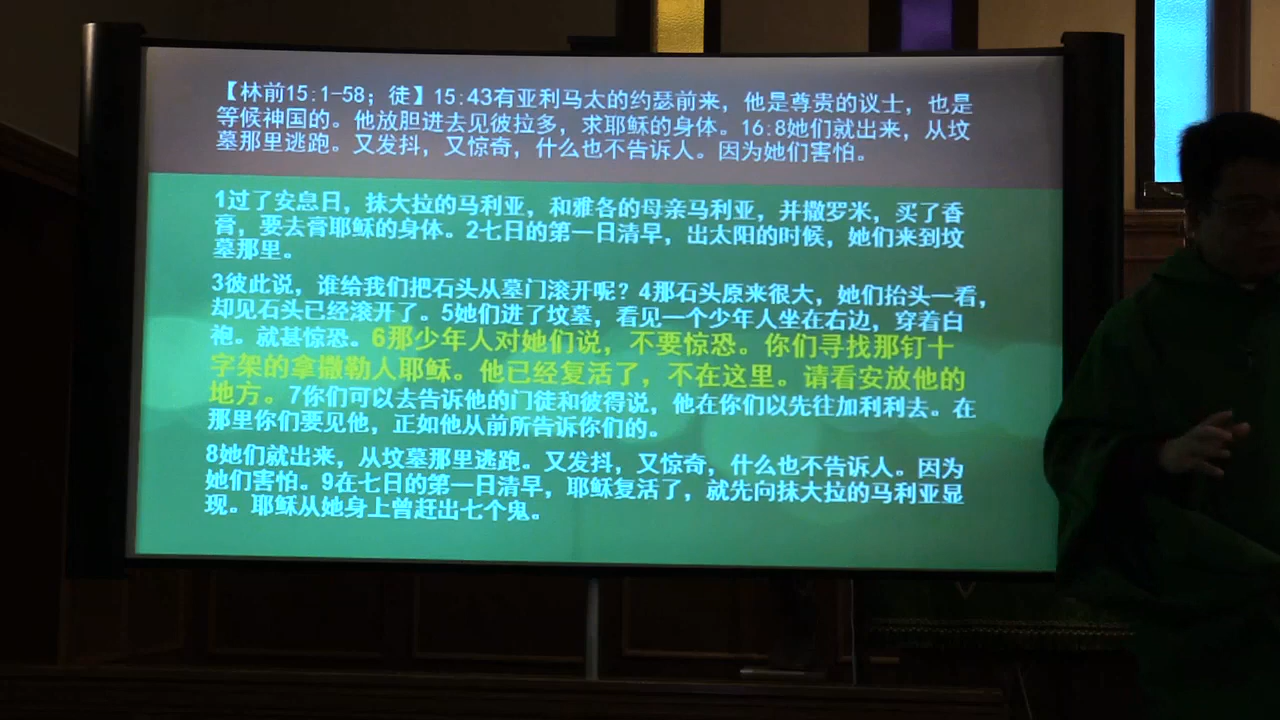 【林前15:1-58；徒】15:43有亚利马太的约瑟前来，他是尊贵的议士，也是
等候神国的。他放胆进去见彼拉多，求耶稣的身体。16:8她们就出来，从坟
墓那里逃跑。又发抖，又惊奇，什么也不告诉人。因为她们害怕。
1过了安息日，抹大拉的马利亚，和雅各的母亲马利亚，并撒罗米，买了香
膏，要去膏耶稣的身体。2七日的第一日清早，出太阳的时候，她们来到坟
墓那里。
3彼此说，谁给我们把石头从墓门滚开呢？4那石头原来很大，她们抬头一看，
却见石头已经滚开了。5她们进了坟墓，看见一个少年人坐在右边，穿着白
袍。就甚惊恐。6那少年人对她们说，不要惊恐。你们寻找那钉十
字架的拿撒勒人耶稣。他已经复活了，不在这里。请看安放他的
地方。7你们可以去告诉他的门徒和彼得说，他在你们以先往加利利去。在
那里你们要见他，正如他从前所告诉你们的。
8她们就出来，从坟墓那里逃跑。又发抖，又惊奇，什么也不告诉人。因为
她们害怕。9在七日的第一日清早，耶稣复活了，就先向抹大拉的马利亚显
现。耶稣从她身上曾赶出七个鬼。